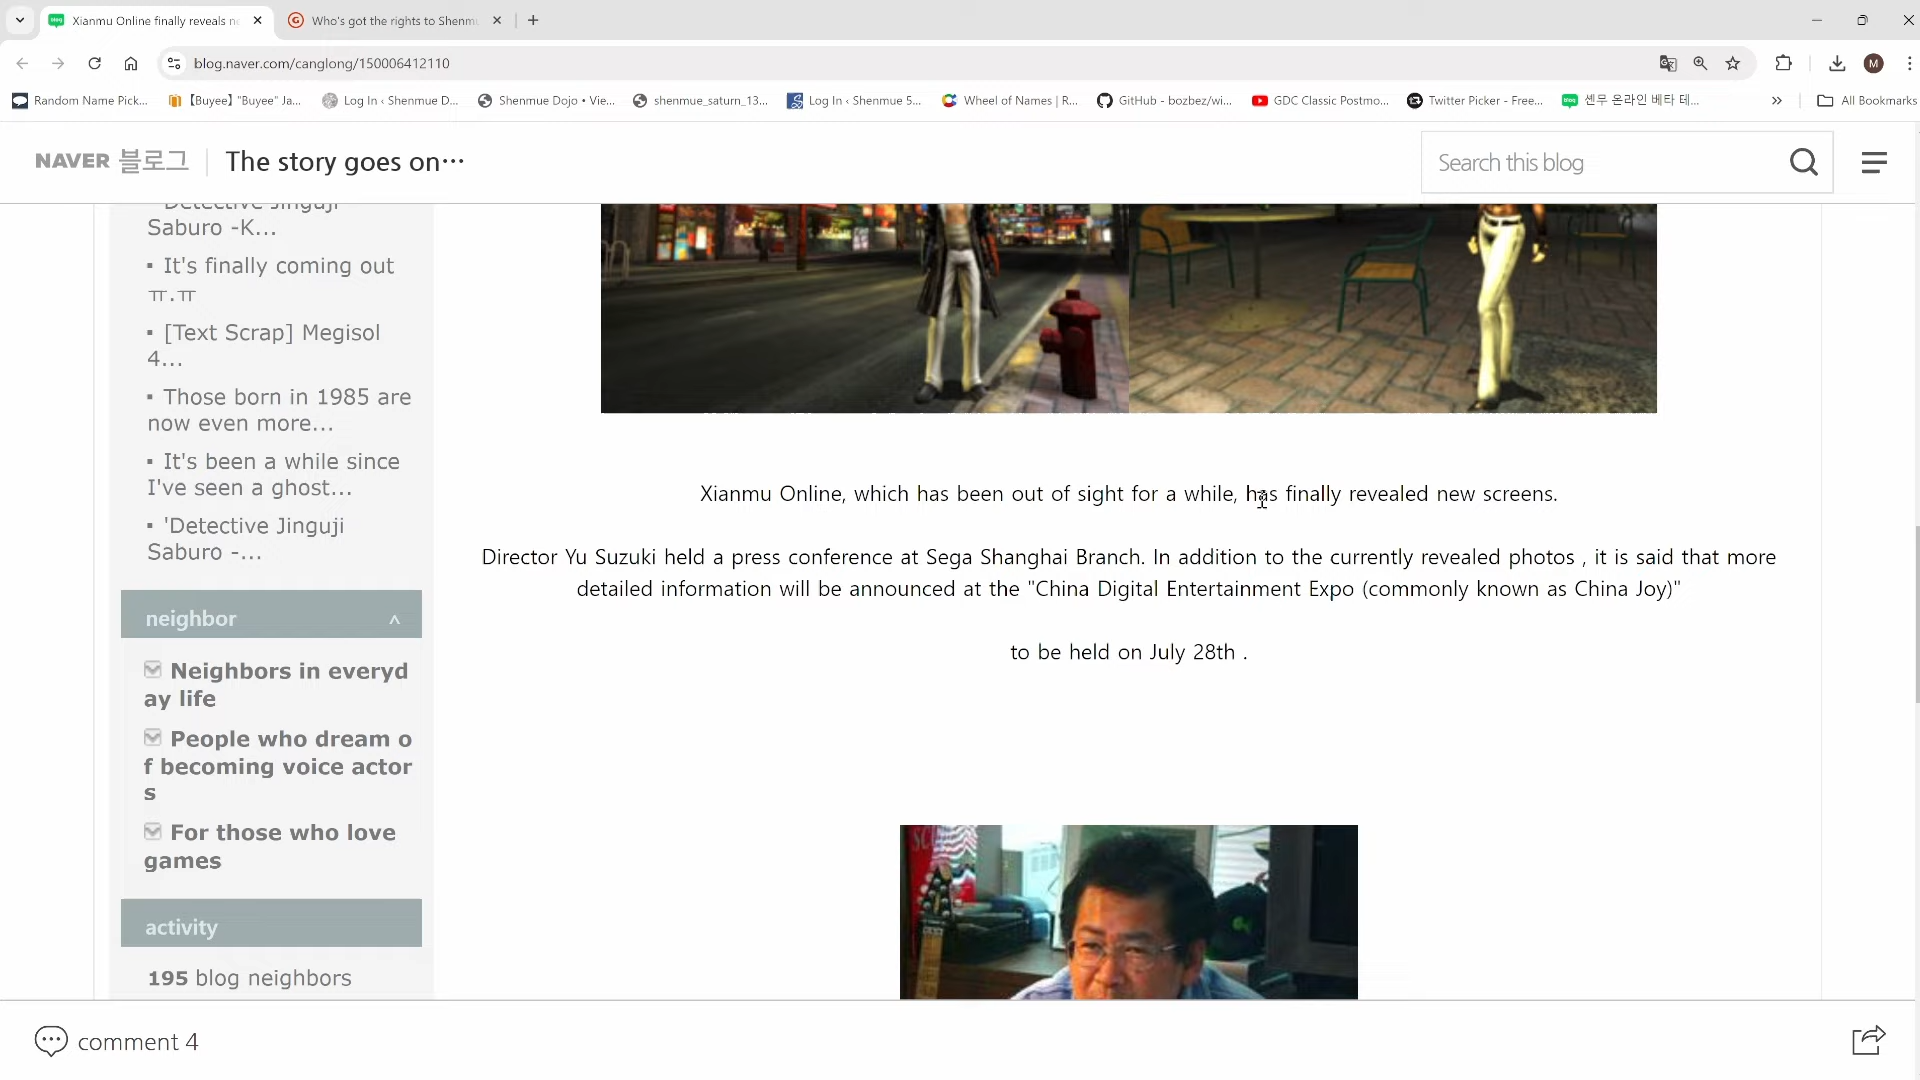 Xianmu Online finally reveals ne
Who's got the rights to Shenmu
blog.naver.com/canglong/150006412110
M
Random Name Pick...
【Buyee】"Buyee" Ja...
Log In ‹ Shenmue D...
Shenmue Dojo • Vie...
shenmue_saturn_13...
Log In ‹ Shenmue 5...
Wheel of Names | R...
GitHub - bozbez/wi...
GDC Classic Postmo...
Twitter Picker - Free...
셴무 온라인 베타 테...
All Bookmarks
NAVER 블로그
The story goes on···
Search this blog
Detective Jinguji
Saburo -K...
▪ It's finally coming out
ㅠ.ㅠ
▪ [Text Scrap] Megisol
4...
▪ Those born in 1985 are
now even more...
▪ It's been a while since
I've seen a ghost...
▪ 'Detective Jinguji
Saburo -...
neighbor
Neighbors in everyd
ay life
People who dream o
f becoming voice actor
s
For those who love
games
activity
195 blog neighbors
Xianmu Online, which has been out of sight for a while, has finally revealed new screens.
Director Yu Suzuki held a press conference at Sega Shanghai Branch. In addition to the currently revealed photos , it is said that more
detailed information will be announced at the "China Digital Entertainment Expo (commonly known as China Joy)"
to be held on July 28th .
comment 4